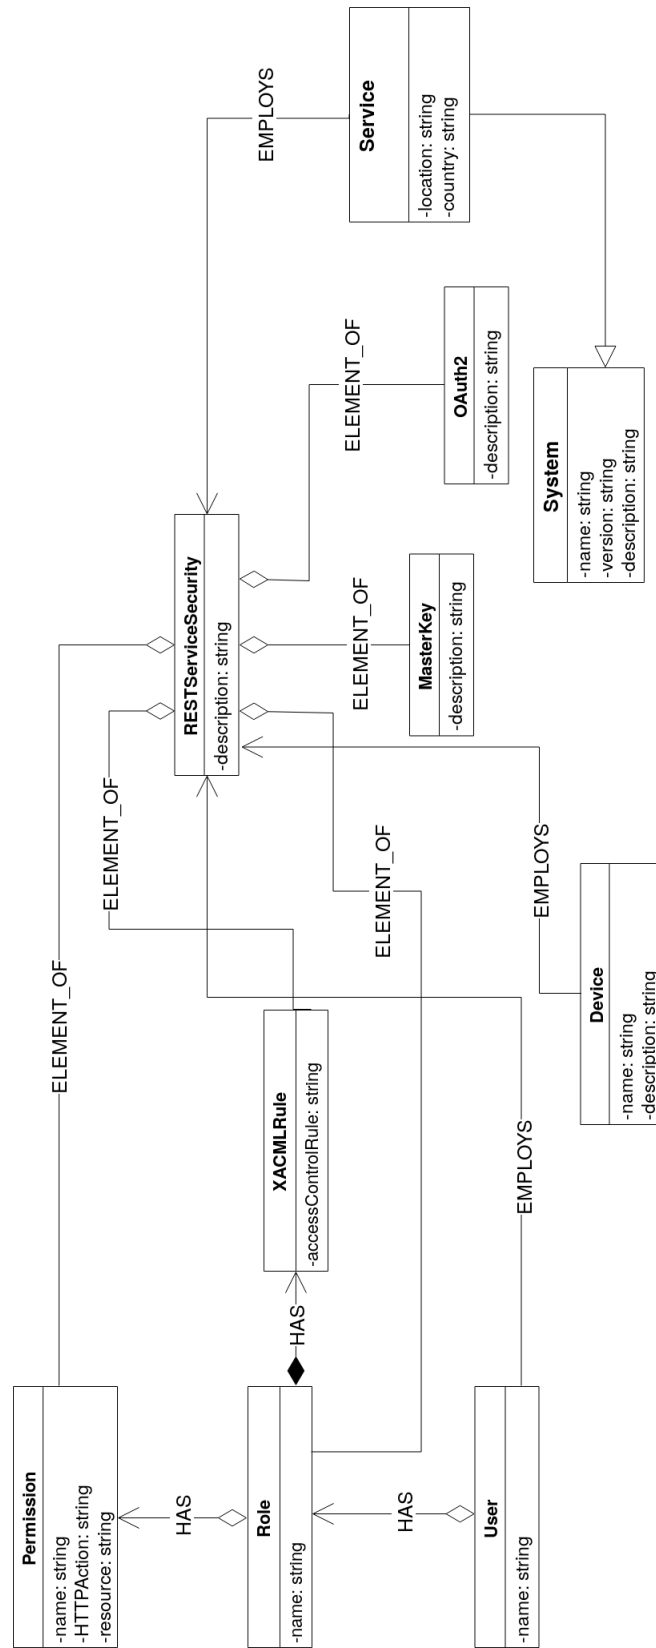 Permission
-name: string
-HTTPAction: string
-resource: string
HAS
Role
-name: string
HAS
User
-name: string
HAS
XACMLRule
-accessControlRule: string
EMPLOYS
ELEMENT_OF
ELEMENT_OF
ELEMENT_OF
EMPLOYS
Device
-name: string
-description: string
RESTServiceSecurity
-description: string
ELEMENT_OF
MasterKey
-description: string
ELEMENT_OF
OAuth2
-description: string
System
-name: string
-version: string
-description: string
EMPLOYS
Service
-location: string
-country: string